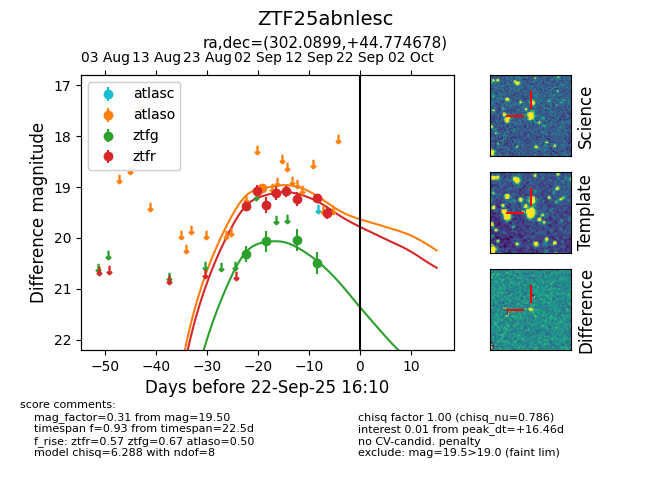 ZTF25abnlesc
ra,dec=(302.0899,+44.774678)
03 Aug 13 Aug 23 Aug 02 Sep 12 Sep 22 Sep 02 Oct
17
18
19
20
21
22
Difference magnitude
atlasc
atlaso
ztfg
ztfr
−50 −40 −30 −20 −10 0 10
Days before 22-Sep-25 16:10
Science
Template
Difference
score comments:
mag_factor=0.31 from mag=19.50
timespan f=0.93 from timespan=22.5d
f_rise: ztfr=0.57 ztfg=0.67 atlaso=0.50
model chisq=6.288 with ndof=8
chisq factor 1.00 (chisq_nu=0.786)
interest 0.01 from peak_dt=+16.46d
no CV-candid. penalty
exclude: mag=19.5>19.0 (faint lim)